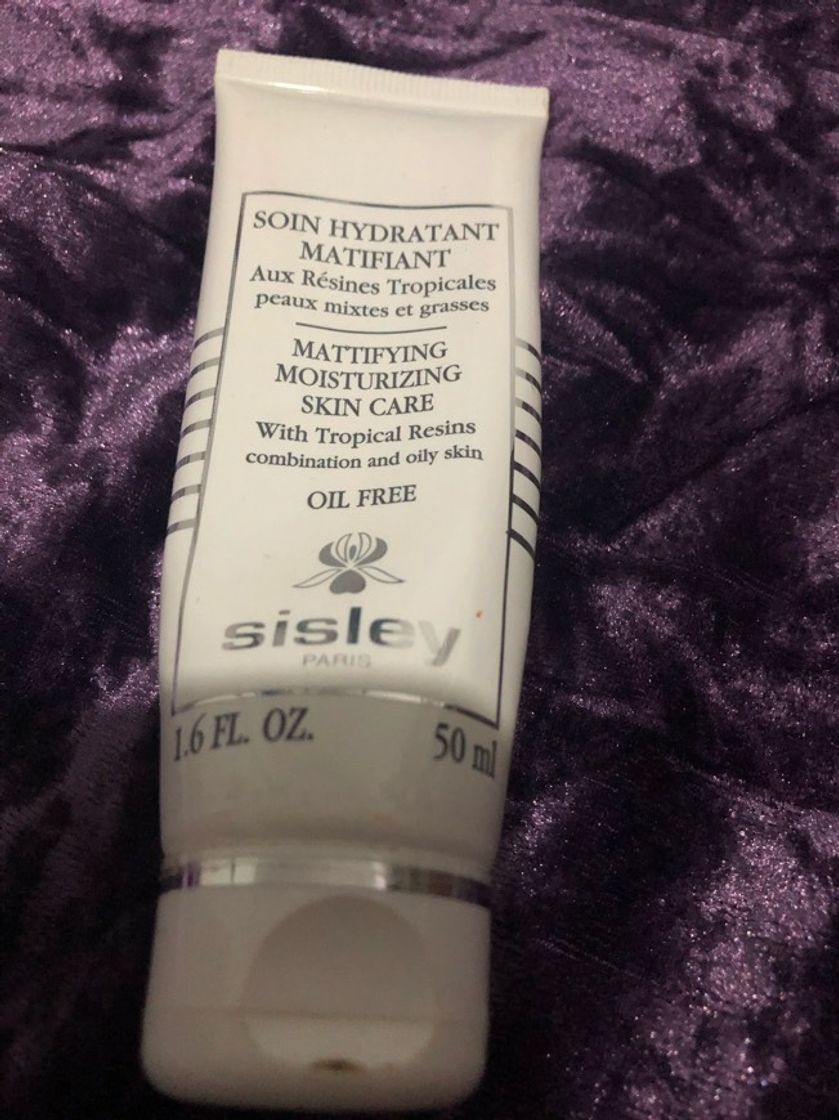 SOIN HYDRATANT
MATIFIANT
Aux Résines Tropicales
peaux mixtes et grasses
MATTIFYING
MOISTURIZING
SKIN CARE
With Tropical Resins
combination and oily skin
OIL FREE
sisley
PARIS
1.6 FL. OZ. 50 ml